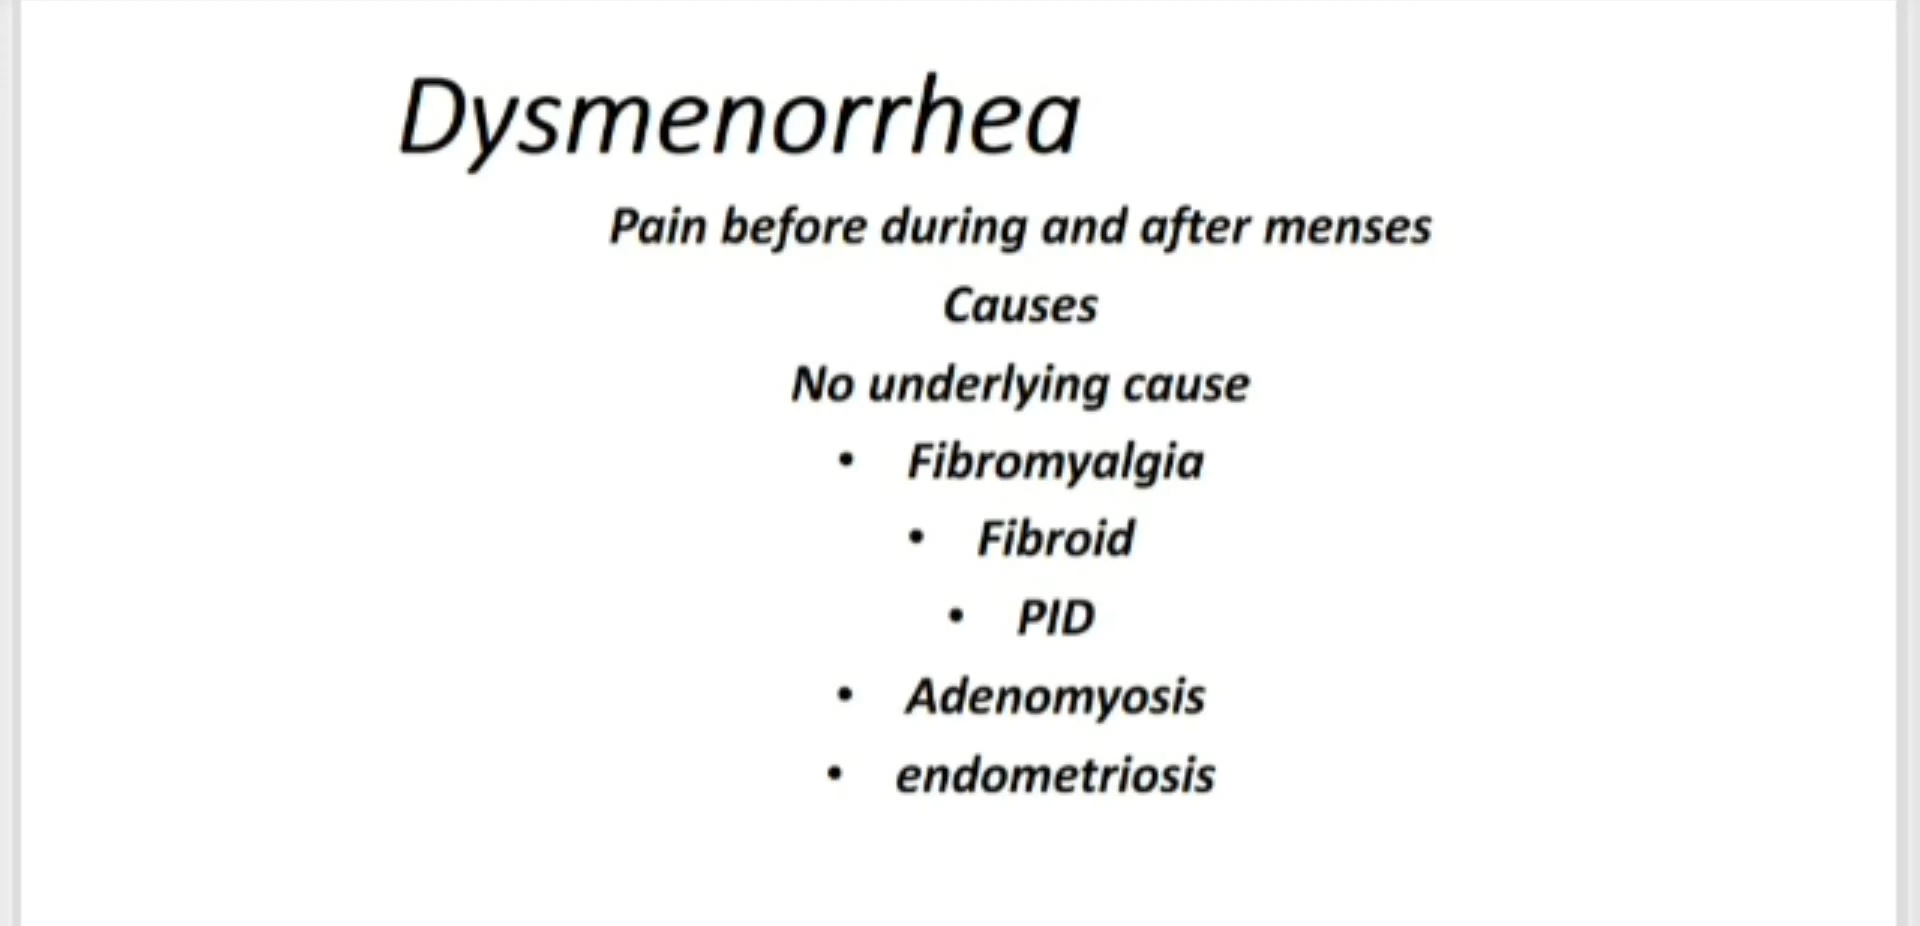 Dysmenorrhea
Pain before during and after menses
Causes
No underlying cause
• Fibromyalgia
• Fibroid
• PID
• Adenomyosis
• endometriosis